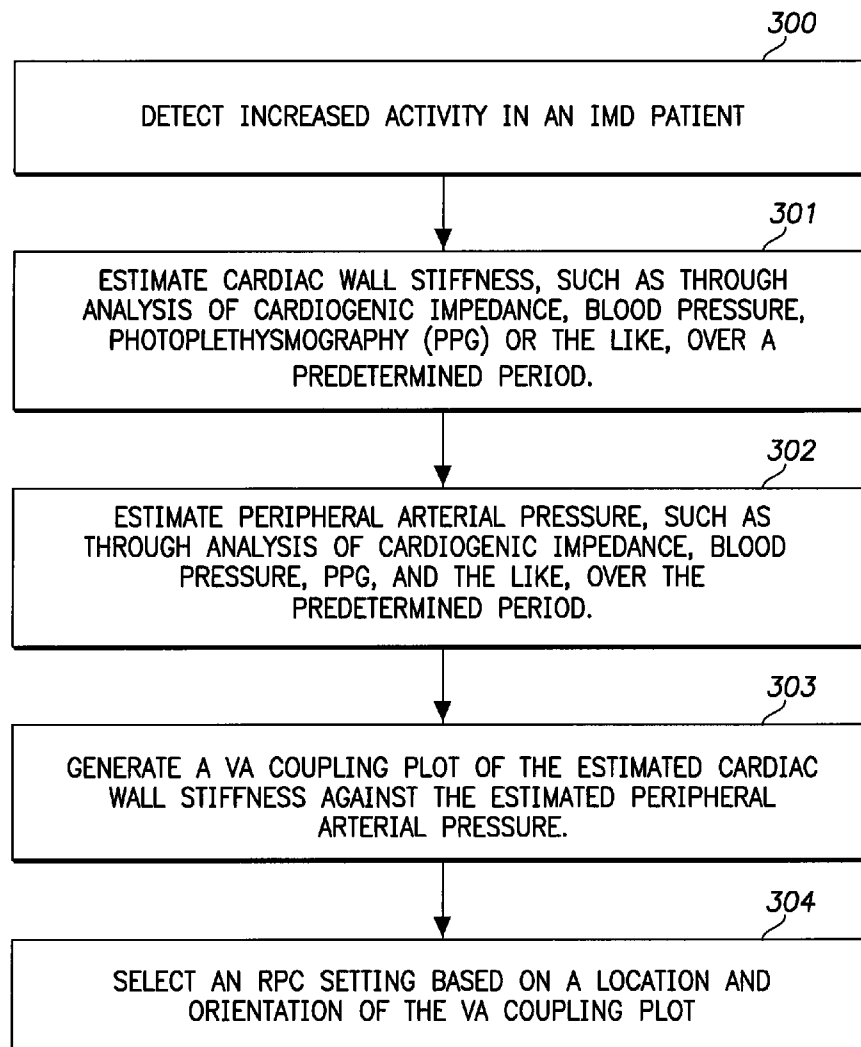 300
DETECT INCREASED ACTIVITY IN AN IMD PATIENT
301
ESTIMATE CARDIAC WALL STIFFNESS, SUCH AS THROUGH
ANALYSIS OF CARDIOGENIC IMPEDANCE, BLOOD PRESSURE,
PHOTOPLETHYSMOGRAPHY (PPG) OR THE LIKE, OVER A
PREDETERMINED PERIOD.
302
ESTIMATE PERIPHERAL ARTERIAL PRESSURE, SUCH AS
THROUGH ANALYSIS OF CARDIOGENIC IMPEDANCE, BLOOD
PRESSURE, PPG, AND THE LIKE, OVER THE
PREDETERMINED PERIOD.
303
GENERATE A VA COUPLING PLOT OF THE ESTIMATED CARDIAC
WALL STIFFNESS AGAINST THE ESTIMATED PERIPHERAL
ARTERIAL PRESSURE.
304
SELECT AN RPC SETTING BASED ON A LOCATION AND
ORIENTATION OF THE VA COUPLING PLOT